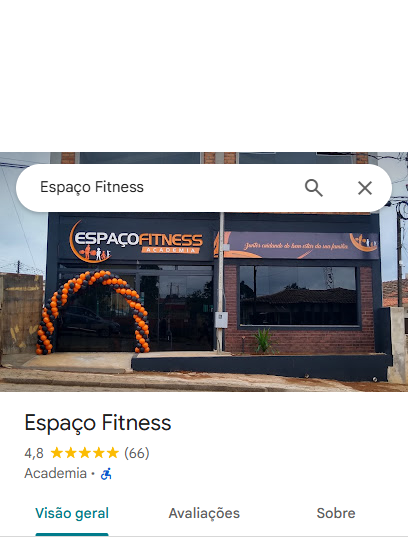 Espaço Fitness
ESPAÇOFITNESS
ACADEMIA
Juntos cuidando do bem estar da sua família
Espaço Fitness
4,8 (66)
Academia ·
Visão geral Avaliações Sobre